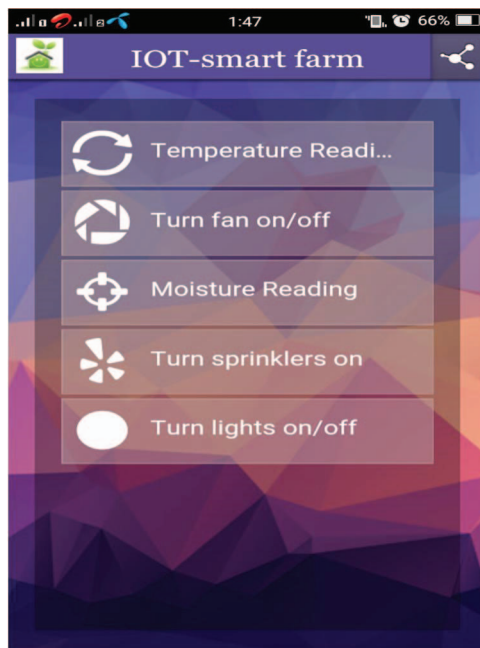 1:47 66%
IOT-smart farm
Temperature Readi...
Turn fan on/off
Moisture Reading
Turn sprinklers on
Turn lights on/off